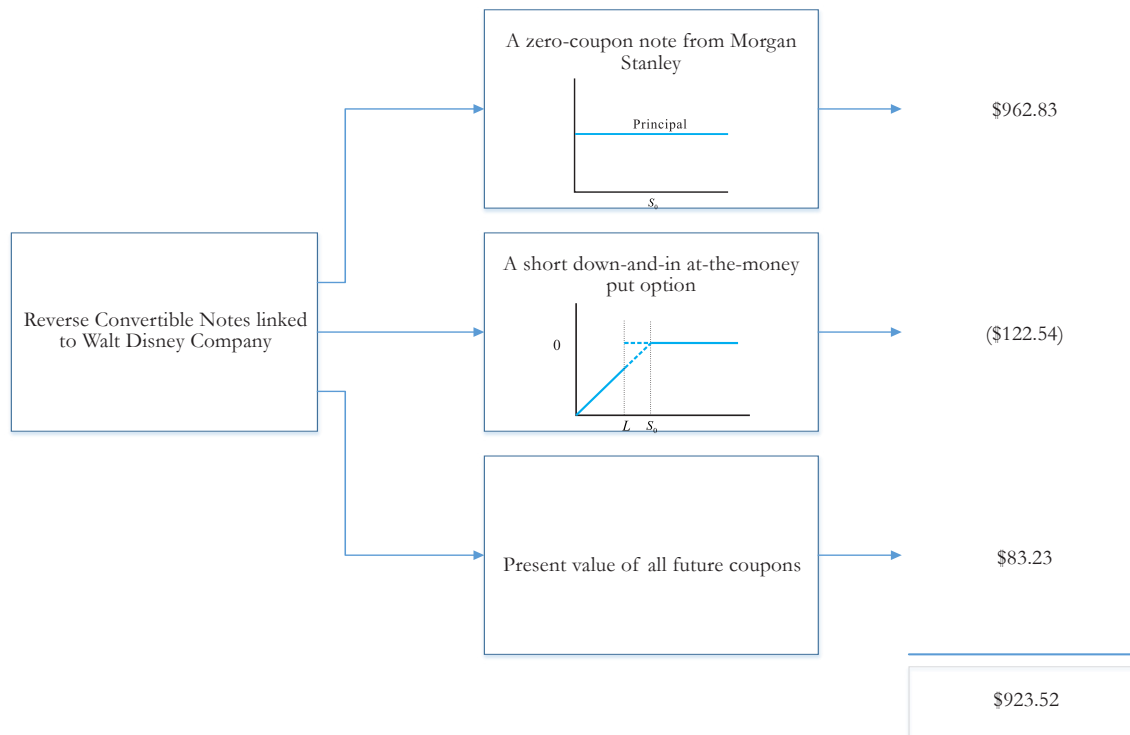 A zero-coupon note from Morgan
Stanley
Principal
S₀
$962.83
Reverse Convertible Notes linked
to Walt Disney Company
A short down-and-in at-the-money
put option
0
L S₀
($122.54)
Present value of all future coupons
$83.23
$923.52